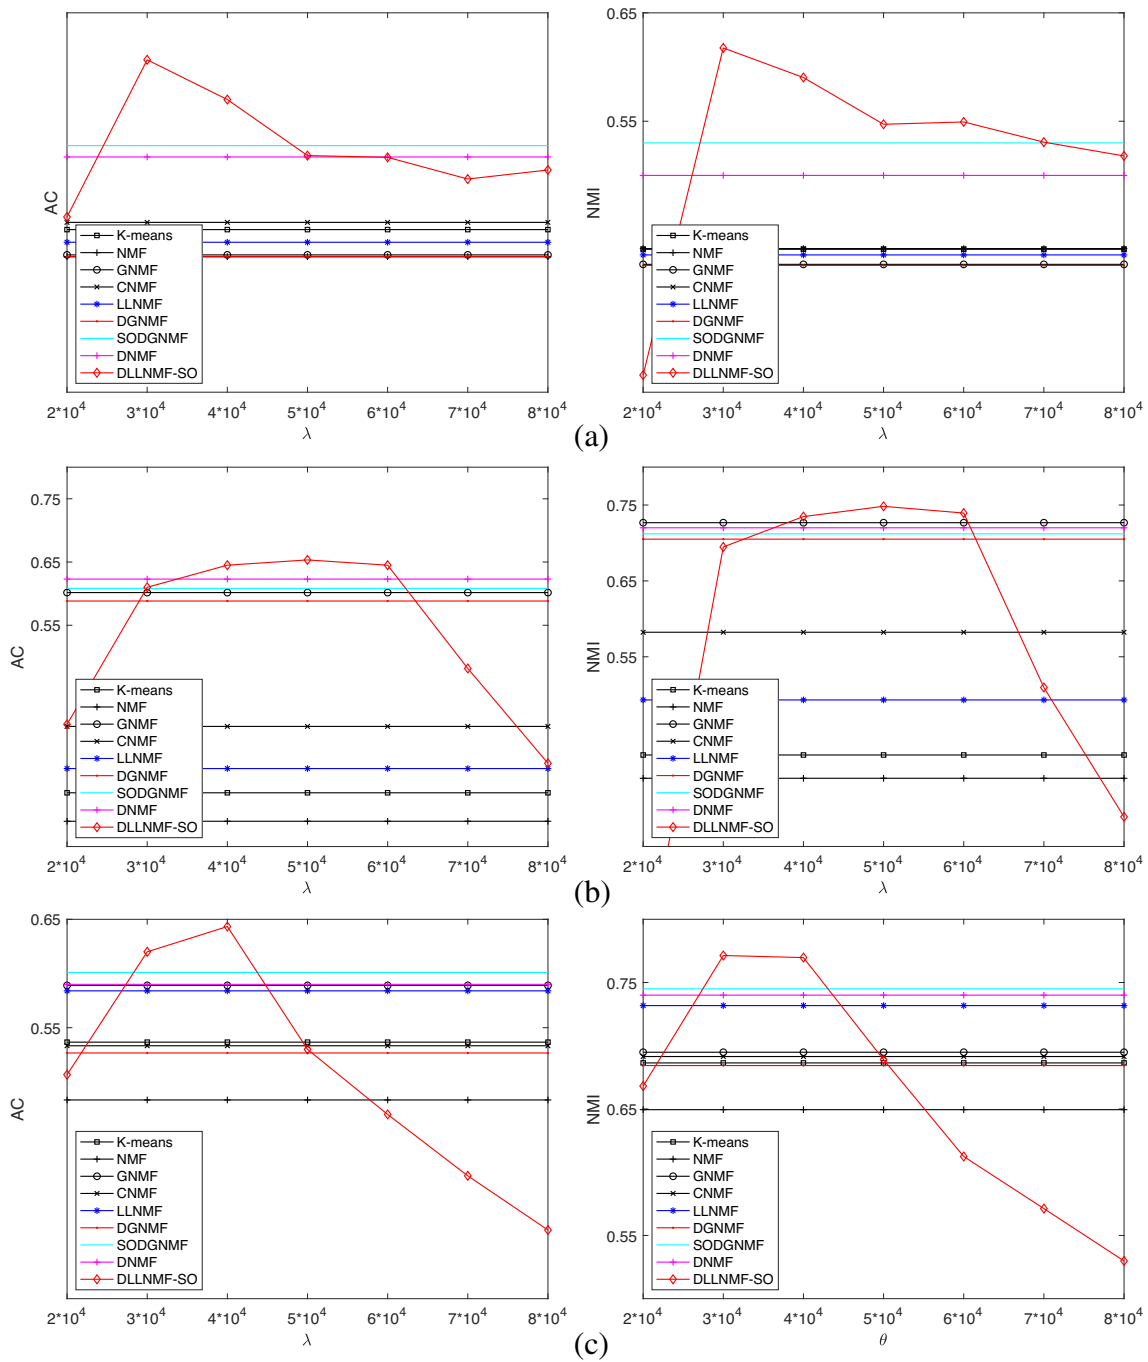 AC
K-means
NMF
GNMF
CNMF
LLNMF
DGNMF
SODGNMF
DNMF
DLLNMF-SO
2*10^4 3*10^4 4*10^4 5*10^4 6*10^4 7*10^4 8*10^4
λ
0.65
0.55
NMI
K-means
NMF
GNMF
CNMF
LLNMF
DGNMF
SODGNMF
DNMF
DLLNMF-SO
2*10^4 3*10^4 4*10^4 5*10^4 6*10^4 7*10^4 8*10^4
λ
(a)
0.75
0.65
0.55
AC
K-means
NMF
GNMF
CNMF
LLNMF
DGNMF
SODGNMF
DNMF
DLLNMF-SO
2*10^4 3*10^4 4*10^4 5*10^4 6*10^4 7*10^4 8*10^4
λ
0.75
0.65
0.55
NMI
K-means
NMF
GNMF
CNMF
LLNMF
DGNMF
SODGNMF
DNMF
DLLNMF-SO
2*10^4 3*10^4 4*10^4 5*10^4 6*10^4 7*10^4 8*10^4
λ
(b)
0.65
0.55
AC
K-means
NMF
GNMF
CNMF
LLNMF
DGNMF
SODGNMF
DNMF
DLLNMF-SO
2*10^4 3*10^4 4*10^4 5*10^4 6*10^4 7*10^4 8*10^4
λ
0.75
0.65
0.55
NMI
K-means
NMF
GNMF
CNMF
LLNMF
DGNMF
SODGNMF
DNMF
DLLNMF-SO
2*10^4 3*10^4 4*10^4 5*10^4 6*10^4 7*10^4 8*10^4
θ
(c)